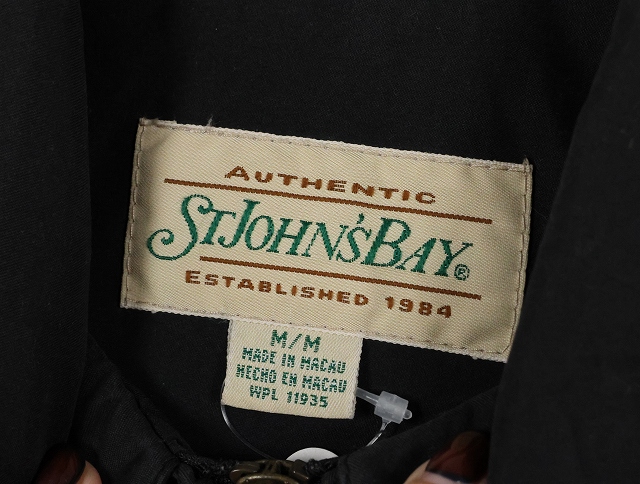 AUTHENTIC
ST JOHN'S BAY®
ESTABLISHED 1984
M/M
MADE IN MACAU
HECHO EN MACAU
WPL 11935